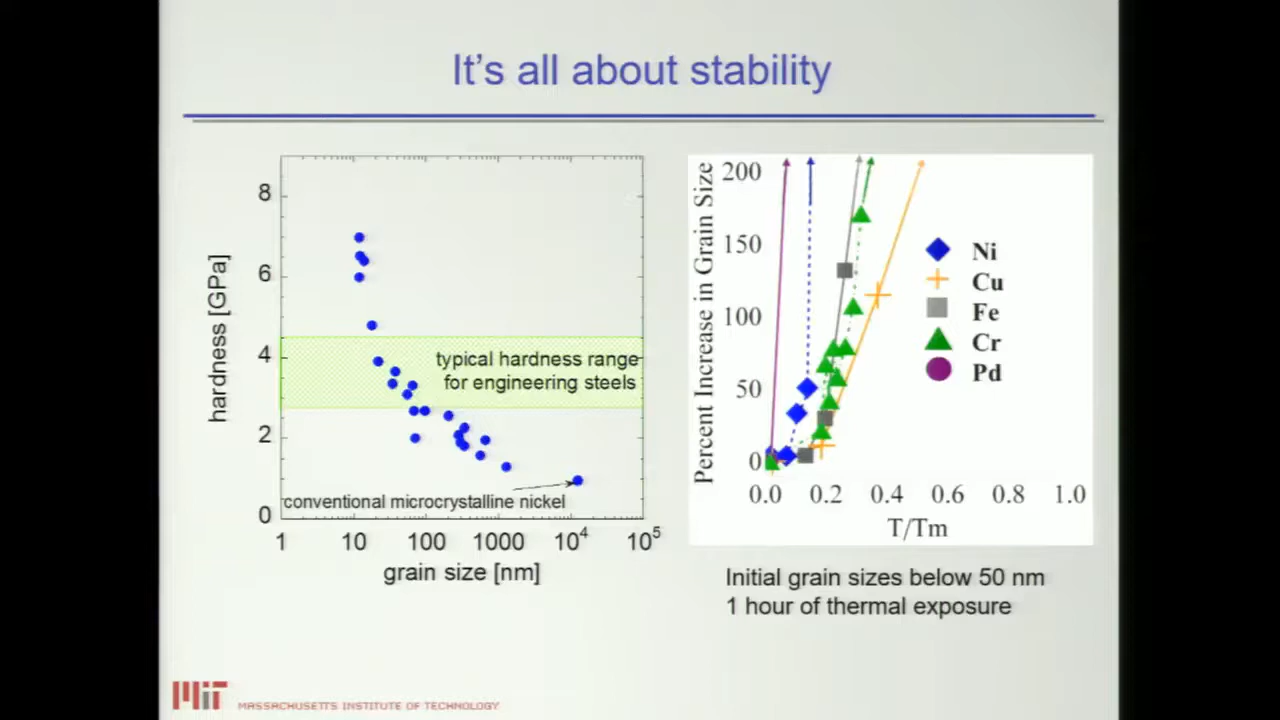 It's all about stability
hardness [GPa]
8
6
4
2
0
typical hardness range
for engineering steels
conventional microcrystalline nickel
1
10
100
1000
10^4
10^5
grain size [nm]
Percent Increase in Grain Size
200
150
100
50
0
Ni
Cu
Fe
Cr
Pd
0.0
0.2
0.4
0.6
0.8
1.0
T/Tm
Initial grain sizes below 50 nm
1 hour of thermal exposure
MIT
MASSACHUSETTS INSTITUTE OF TECHNOLOGY